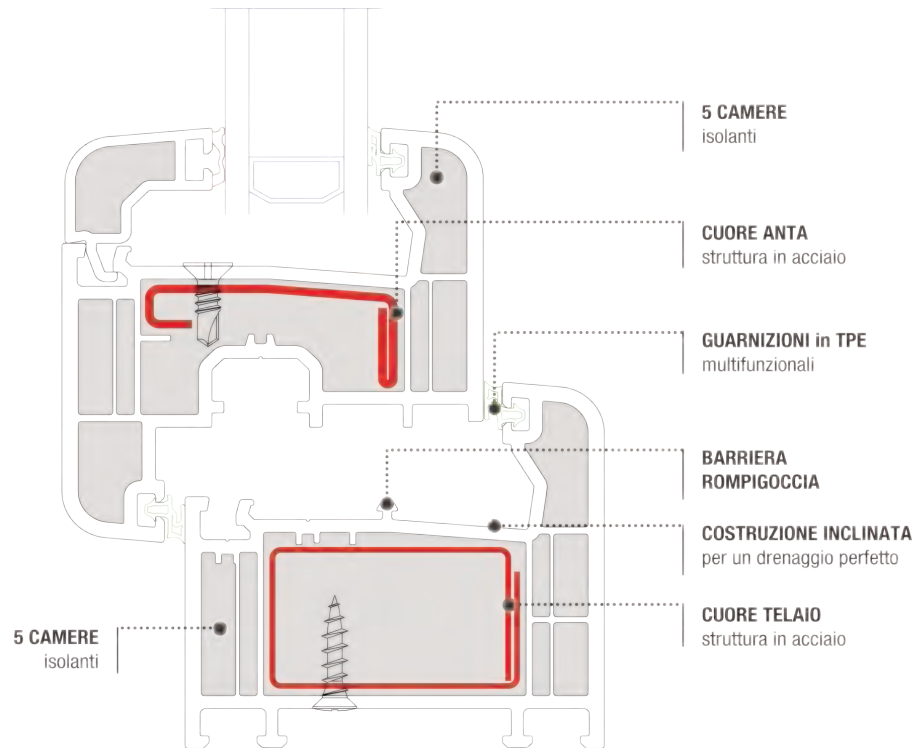 5 CAMERE
isolanti
CUORE ANTA
struttura in acciaio
GUARNIZIONI in TPE
multifunzionali
BARRIERA
ROMPIGOCCIA
COSTRUZIONE INCLINATA
per un drenaggio perfetto
CUORE TELAIO
struttura in acciaio
5 CAMERE
isolanti